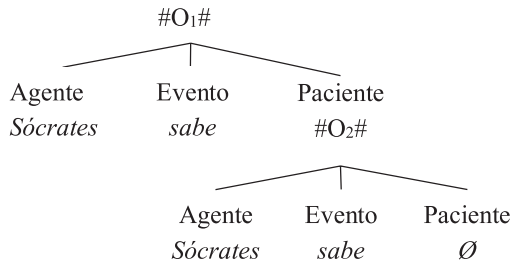 #O₁#
Agente Evento Paciente
Sócrates sabe #O₂#
Agente Evento Paciente
Sócrates sabe Ø